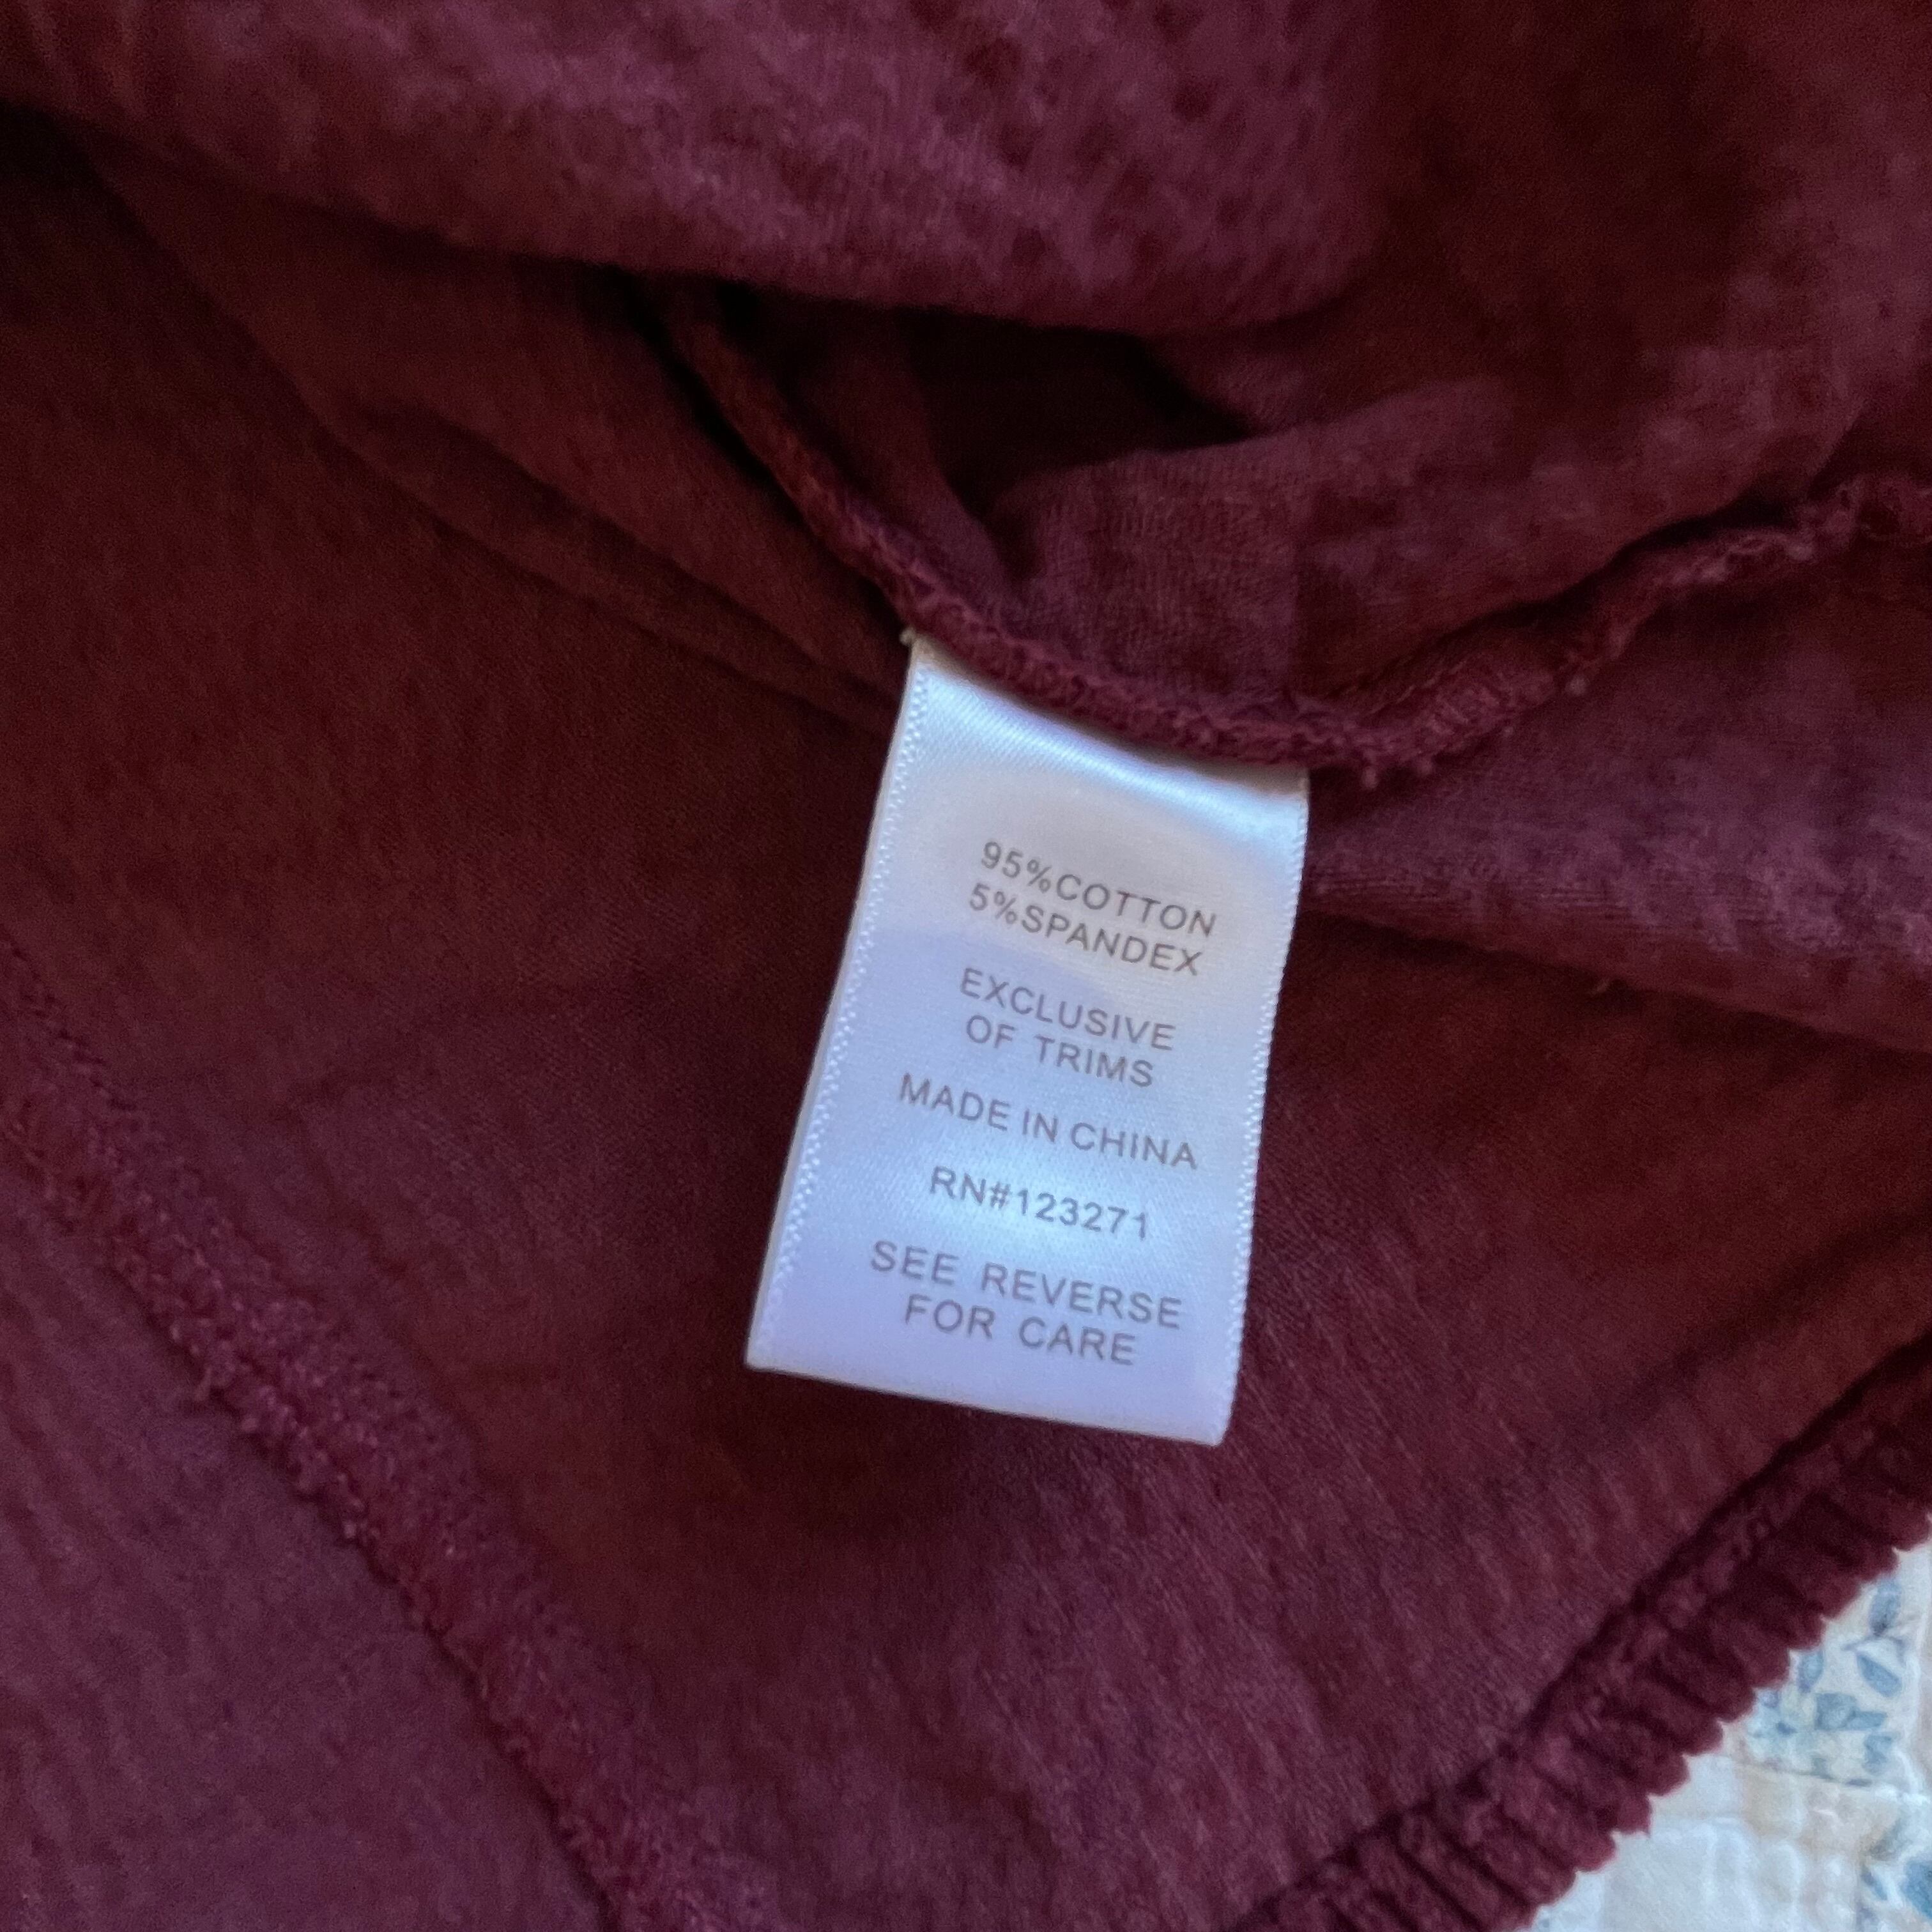 95%COTTON
5%SPANDEX
EXCLUSIVE
OF TRIMS
MADE IN CHINA
RN#123271
SEE REVERSE
FOR CARE